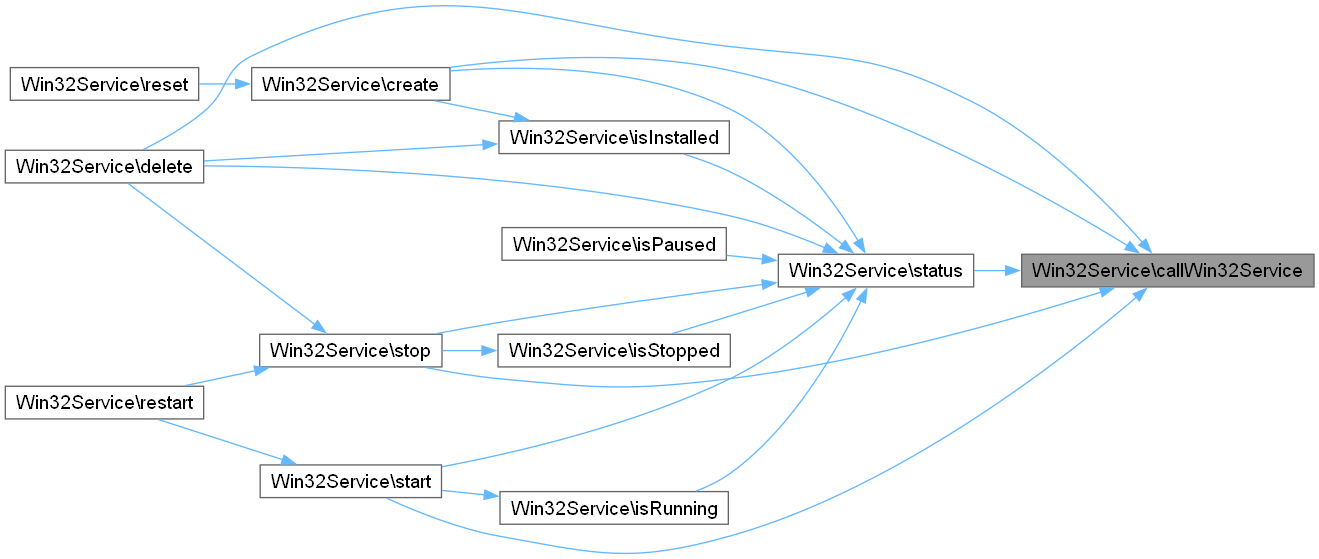 Win32Service\reset
Win32Service\create
Win32Service\isInstalled
Win32Service\delete
Win32Service\isPaused
Win32Service\status
Win32Service\callWin32Service
Win32Service\stop
Win32Service\isStopped
Win32Service\restart
Win32Service\start
Win32Service\isRunning